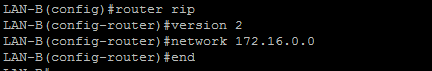 LAN-B(config)#router rip
LAN-B(config-router)#version 2
LAN-B(config-router)#network 172.16.0.0
LAN-B(config-router)#end
LAN-B#